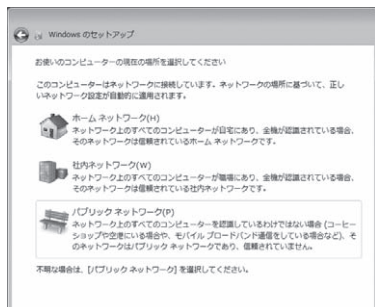 Windows のセットアップ
お使いのコンピューターの現在の場所を選択してください
このコンピューターはネットワークに接続しています。ネットワークの場所に基づいて、正し
いネットワーク設定が自動的に適用されます。
ホーム ネットワーク(H)
ネットワーク上のすべてのコンピューターが自宅にあり、全機が認識されている場合、
そのネットワークは信頼されているホーム ネットワークです。
社内ネットワーク(W)
ネットワーク上のすべてのコンピューターが職場にあり、全機が認識されている場合、
そのネットワークは信頼されている社内ネットワークです。
パブリック ネットワーク(P)
ネットワーク上のすべてのコンピューターを認識しているわけではない場合 (コーヒー
ショップや空港にいる場合や、モバイル ブロードバンド通信をしている場合など)、そ
のネットワークはパブリック ネットワークであり、信頼されていません。
不明な場合は、[パブリック ネットワーク] を選択してください。